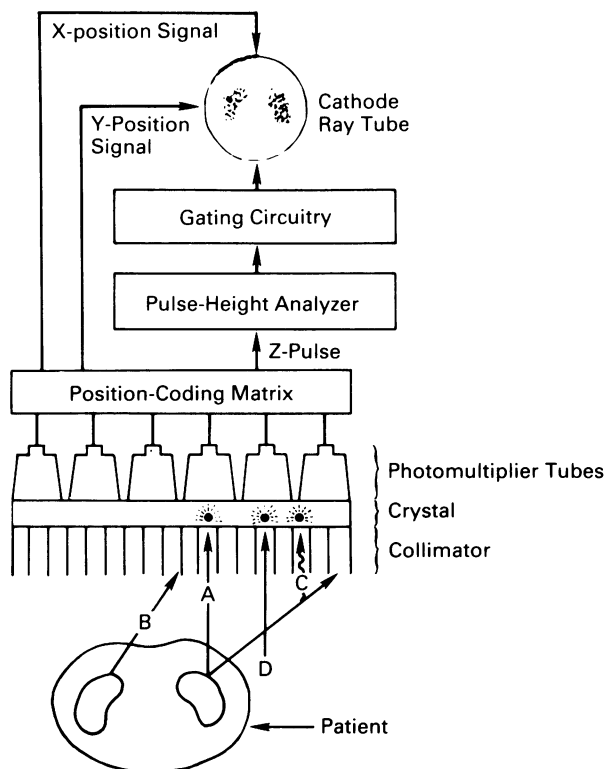 X-position Signal
Y-Position
Signal
Cathode
Ray Tube
Gating Circuitry
Pulse-Height Analyzer
Z-Pulse
Position-Coding Matrix
Photomultiplier Tubes
Crystal
Collimator
A
B
C
D
Patient